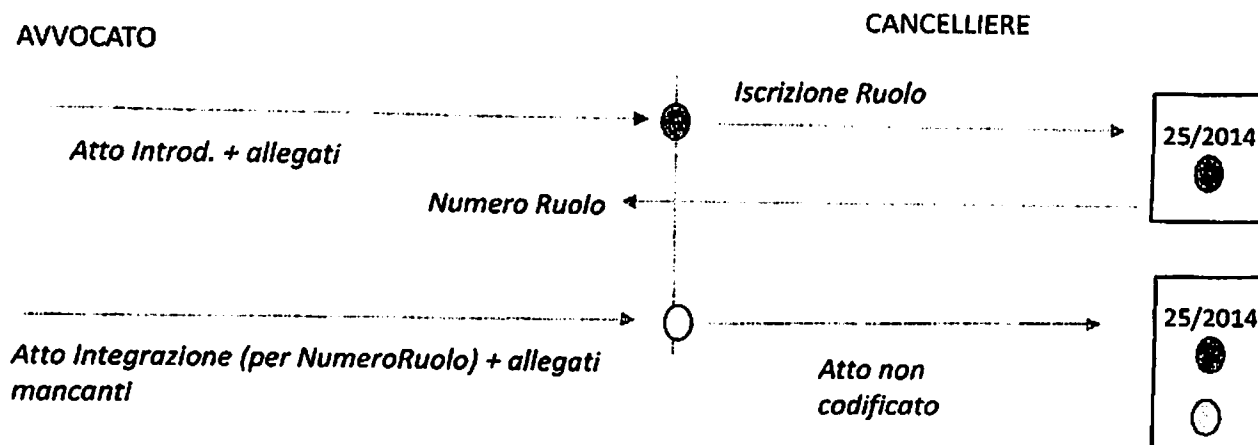 AVVOCATO
CANCELLIERE
Iscrizione Ruolo
Atto Introd. + allegati
25/2014
Numero Ruolo
Atto Integrazione (per NumeroRuolo) + allegati
mancanti
Atto non
codificato
25/2014